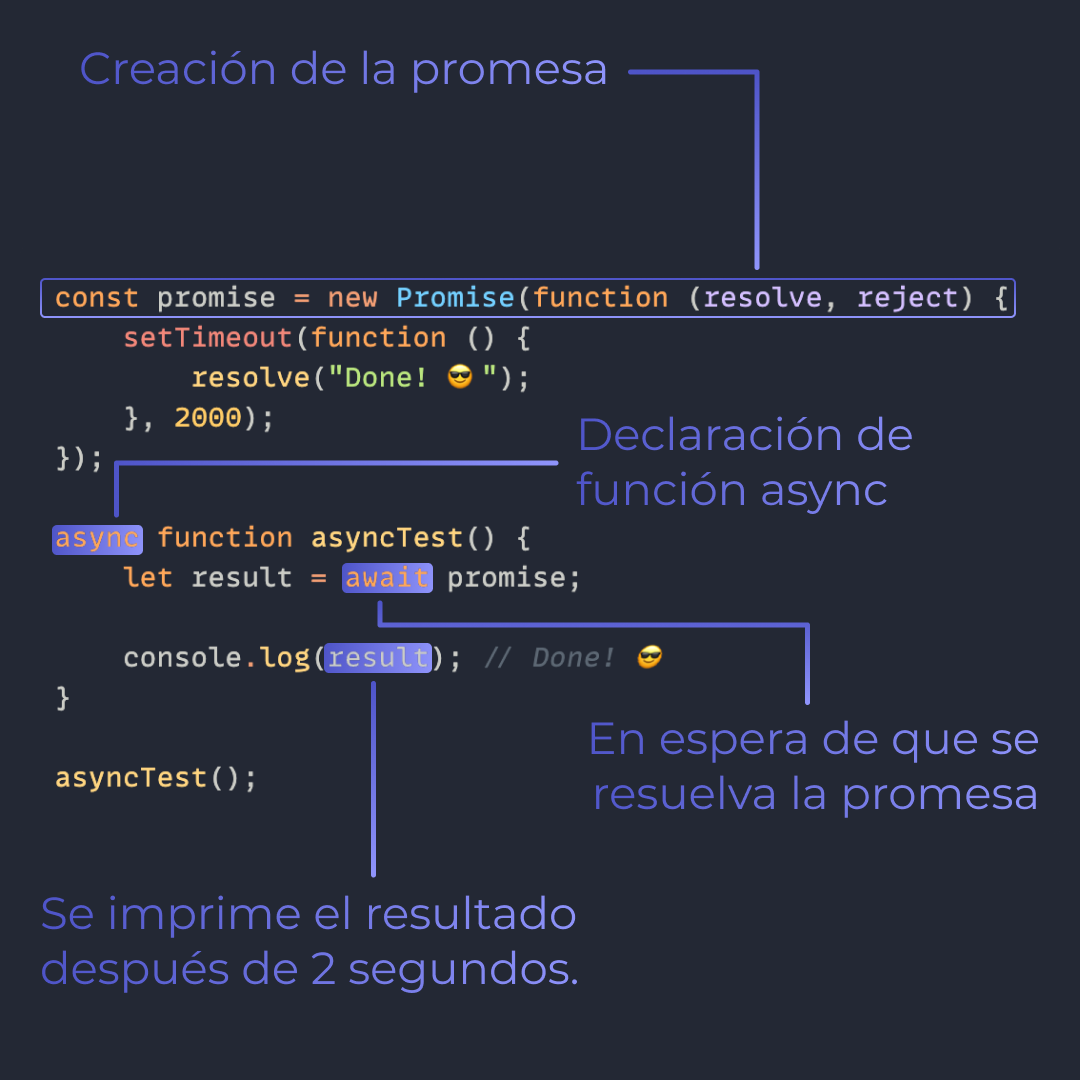 Creación de la promesa
const promise = new Promise(function (resolve, reject) {
    setTimeout(function () {
        resolve("Done! 😎 ");
    }, 2000);
});
Declaración de
función async
async function asyncTest() {
    let result = await promise;
    console.log(result); // Done! 😎
}
En espera de que se
resuelva la promesa
asyncTest();
Se imprime el resultado
después de 2 segundos.